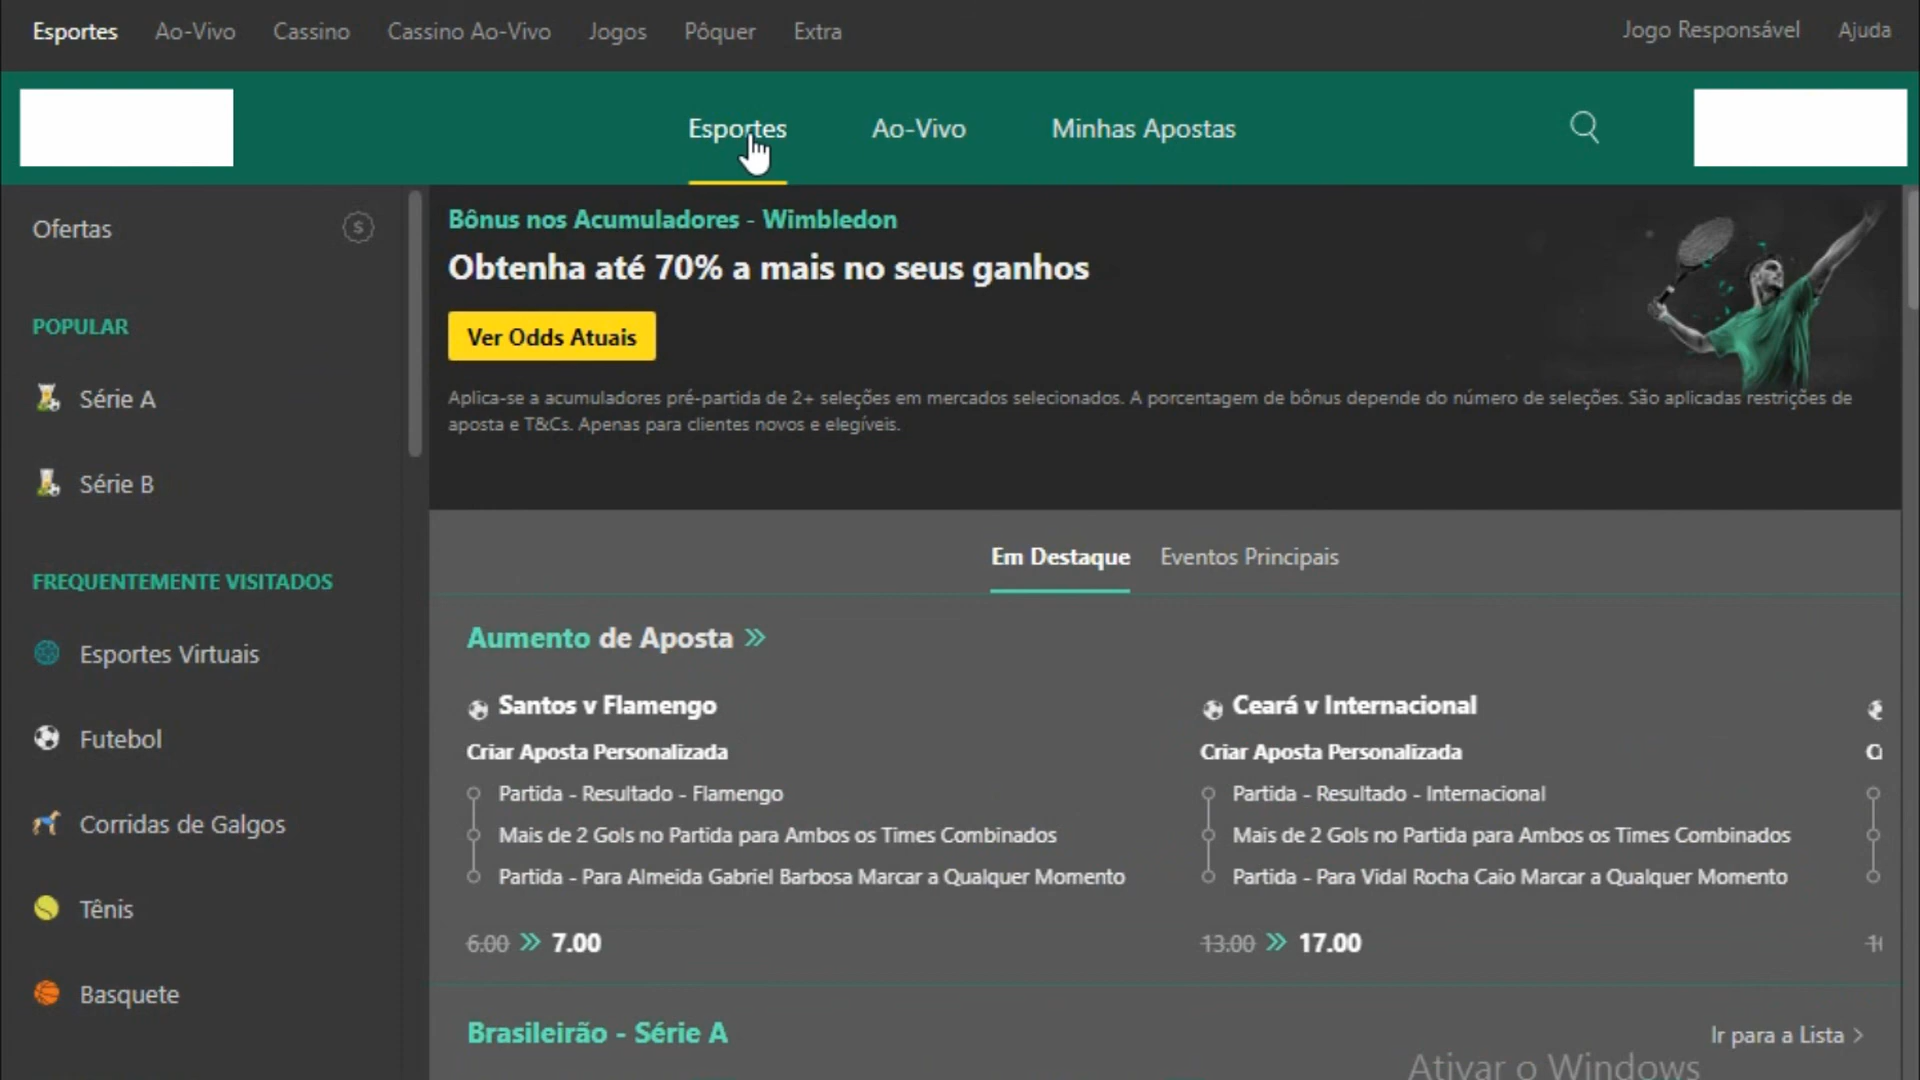 Esportes Ao-Vivo Cassino Cassino Ao-Vivo Jogos Pôquer Extra Jogo Responsável Ajuda
Esportes Ao-Vivo Minhas Apostas
Ofertas
POPULAR
Série A
Série B
FREQUENTEMENTE VISITADOS
Esportes Virtuais
Futebol
Corridas de Galgos
Tênis
Basquete
Bônus nos Acumuladores - Wimbledon
Obtenha até 70% a mais no seus ganhos
Ver Odds Atuais
Aplica-se a acumuladores pré-partida de 2+ seleções em mercados selecionados. A porcentagem de bônus depende do número de seleções. São aplicadas restrições de
aposta e T&Cs. Apenas para clientes novos e elegíveis.
Em Destaque Eventos Principais
Aumento de Aposta
Santos v Flamengo
Criar Aposta Personalizada
Partida - Resultado - Flamengo
Mais de 2 Gols no Partida para Ambos os Times Combinados
Partida - Para Almeida Gabriel Barbosa Marcar a Qualquer Momento
6.00 » 7.00
Ceará v Internacional
Criar Aposta Personalizada
Partida - Resultado - Internacional
Mais de 2 Gols no Partida para Ambos os Times Combinados
Partida - Para Vidal Rocha Caio Marcar a Qualquer Momento
13.00 » 17.00
Brasileirão - Série A
Ir para a Lista >
Ativar o Windows